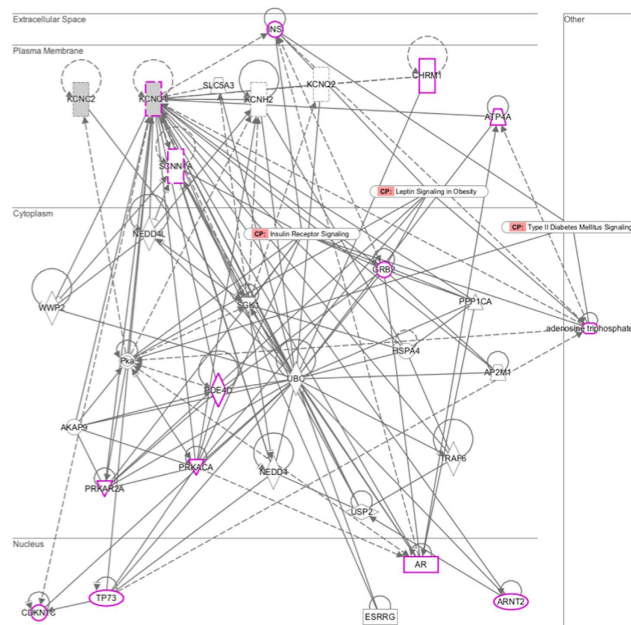 Extracellular Space
Other
INS
Plasma Membrane
KCNC2
SLC5A3
KCNH2
KCNQ2
CHRM1
ATP4A
SCNN1A
CP: Leptin Signaling in Obesity
Cytoplasm
NEDD4L
CP: Insulin Receptor Signaling
CP: Type II Diabetes Mellitus Signaling
GRB2
SGK1
WWP2
PPP1CA
adenosine triphosphate
HSPA4
Pka
UBC
AP2M1
PDE4D
AKAP9
PRKACA
NEDD4
TRAF6
PRKAR2A
USP2
Nucleus
AR
TP73
ARNT2
CDKN1C
ESRRG